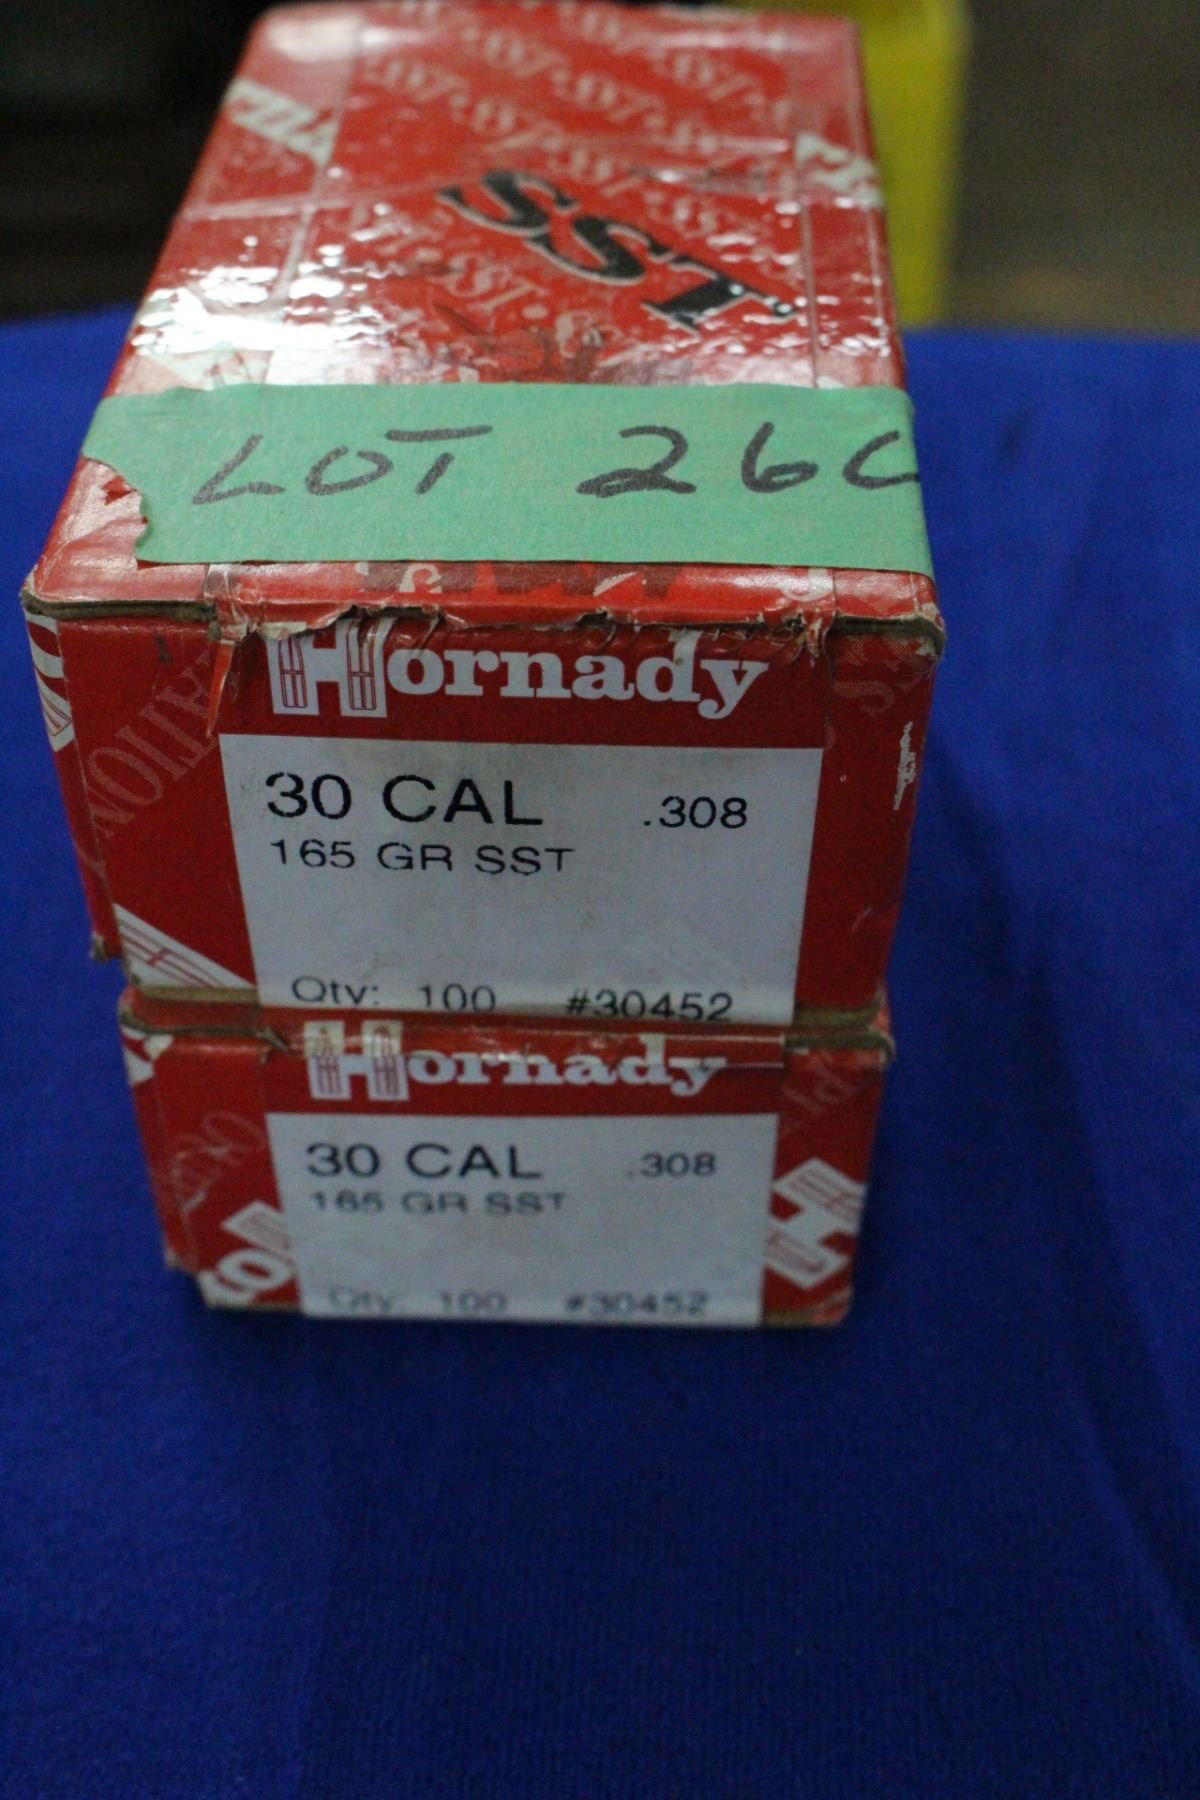 SST
LOT 26
Hornady
30 CAL .308
165 GR SST
Qty: 100 #30452
Hornady
30 CAL .308
165 GR SST
Qty: 100 #30452